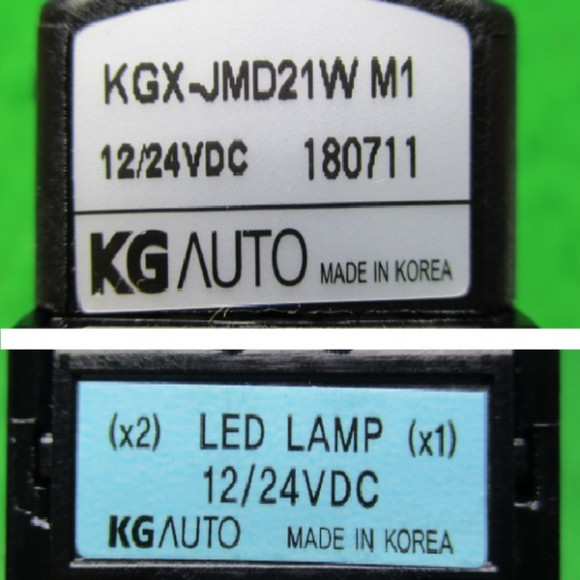 KGX-JMD21W M1
12/24VDC 180711
KG AUTO MADE IN KOREA
(x2) LED LAMP (x1)
12/24VDC
KG AUTO MADE IN KOREA